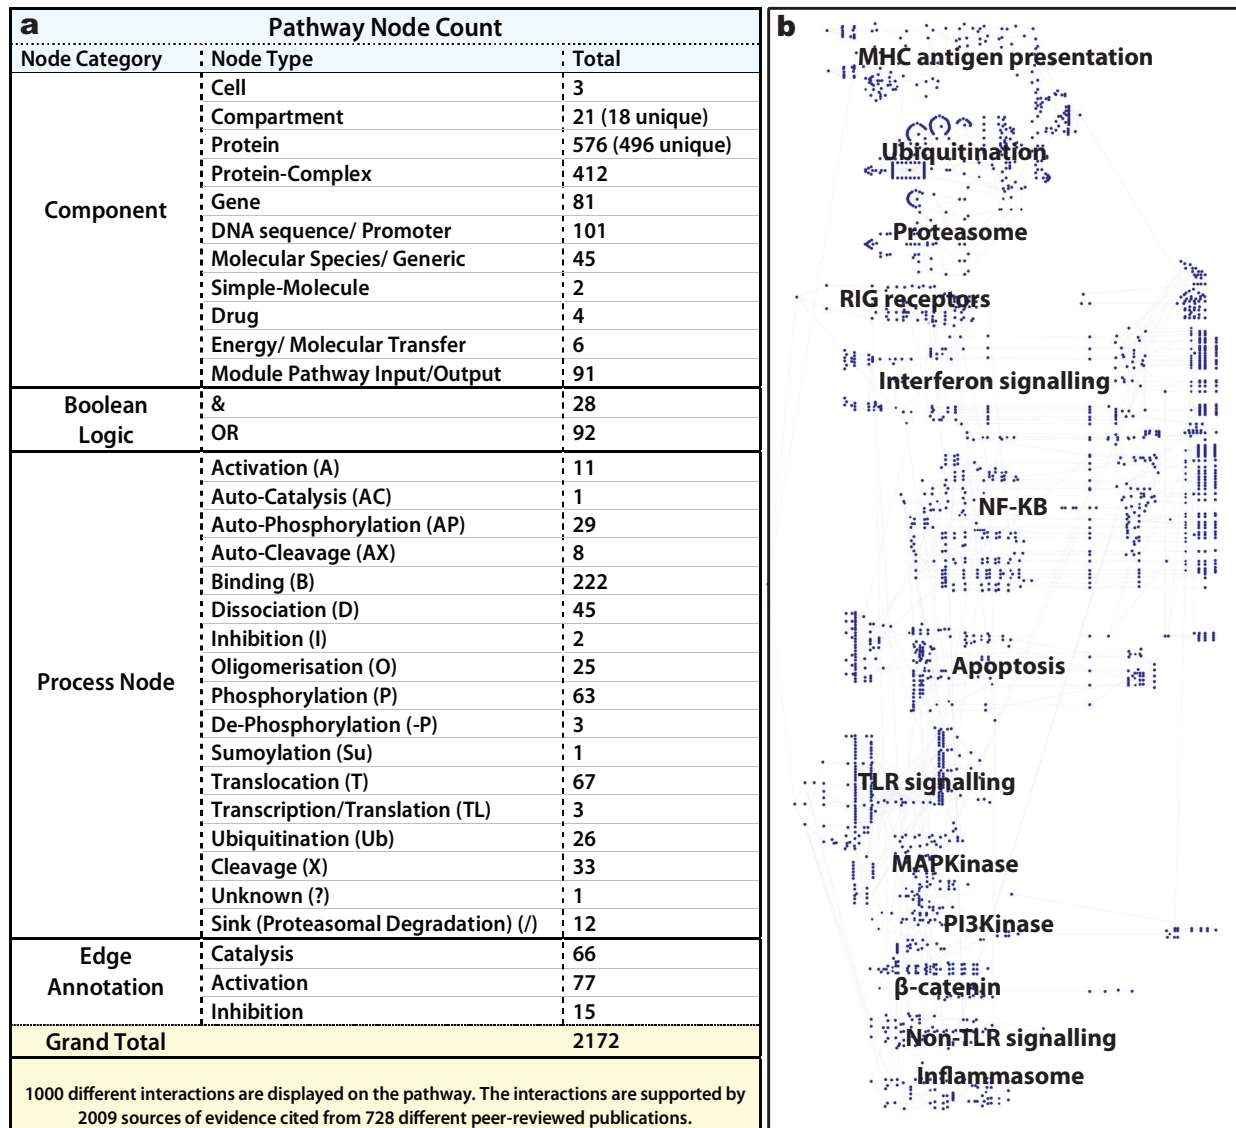 a
Pathway Node Count
Node Category Node Type Total
Component
Cell 3
Compartment 21 (18 unique)
Protein 576 (496 unique)
Protein-Complex 412
Gene 81
DNA sequence/ Promoter 101
Molecular Species/ Generic 45
Simple-Molecule 2
Drug 4
Energy/ Molecular Transfer 6
Module Pathway Input/Output 91
Boolean
Logic
& 28
OR 92
Process Node
Activation (A) 11
Auto-Catalysis (AC) 1
Auto-Phosphorylation (AP) 29
Auto-Cleavage (AX) 8
Binding (B) 222
Dissociation (D) 45
Inhibition (I) 2
Oligomerisation (O) 25
Phosphorylation (P) 63
De-Phosphorylation (-P) 3
Sumoylation (Su) 1
Translocation (T) 67
Transcription/Translation (TL) 3
Ubiquitination (Ub) 26
Cleavage (X) 33
Unknown (?) 1
Sink (Proteasomal Degradation) (/) 12
Edge
Annotation
Catalysis 66
Activation 77
Inhibition 15
Grand Total 2172
1000 different interactions are displayed on the pathway. The interactions are supported by
2009 sources of evidence cited from 728 different peer-reviewed publications.
b
MHC antigen presentation
Ubiquitination
Proteasome
RIG receptors
Interferon signalling
NF-KB
Apoptosis
TLR signalling
MAPKinase
PI3Kinase
β-catenin
Non-TLR signalling
Inflammasome